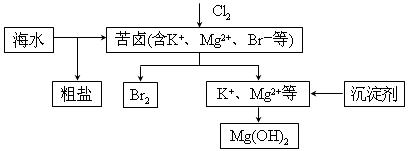 Cl₂
海水
苦卤(含K⁺、Mg²⁺、Br⁻等)
粗盐
Br₂
K⁺、Mg²⁺等
沉淀剂
Mg(OH)₂